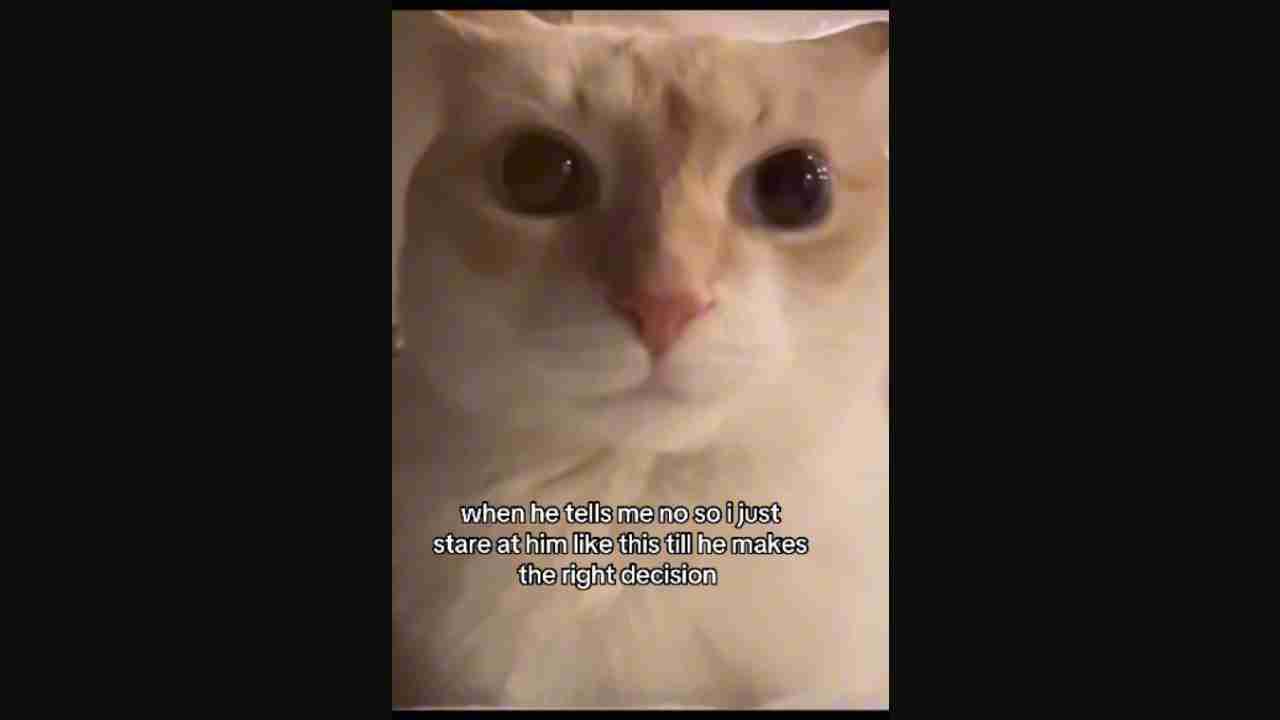 when he tells me no so i just
stare at him like this till he makes
the right decision